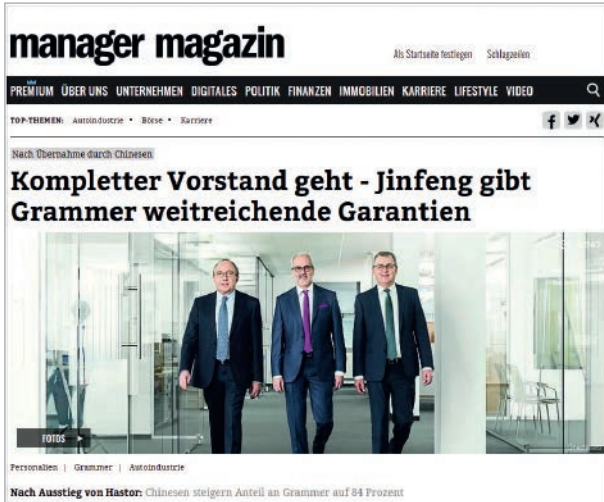 manager magazin
Als Startseite festlegen Schlagzeilen
PREMIUM ÜBER UNS UNTERNEHMEN DIGITALES POLITIK FINANZEN IMMOBILIEN KARRIERE LIFESTYLE VIDEO
TOP-THEMEN: Autoindustrie • Börse • Karriere
Nach Übernahme durch Chinesen
Kompletter Vorstand geht - Jinfeng gibt
Grammer weitreichende Garantien
FOTOS
Personalien | Grammer | Autoindustrie
Nach Ausstieg von Hastor: Chinesen steigern Anteil an Grammer auf 84 Prozent